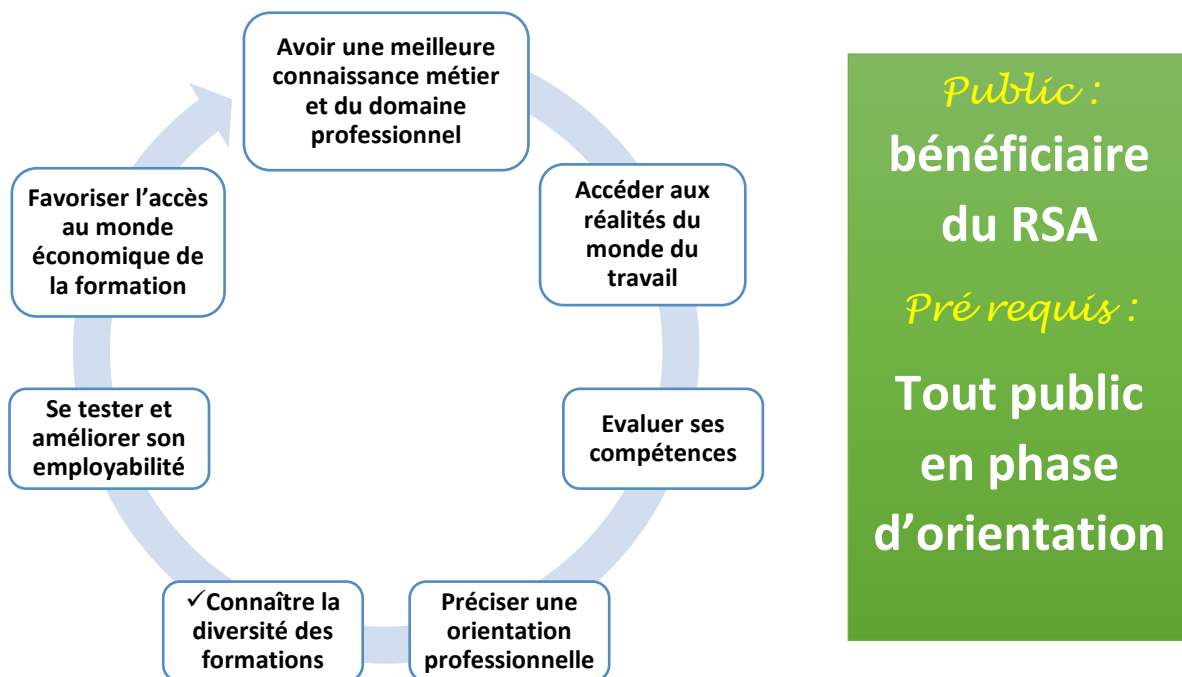 Avoir une meilleure
connaissance métier
et du domaine
professionnel
Accéder aux
réalités du
monde du
travail
Evaluer ses
compétences
Préciser une
orientation
professionnelle
✓Connaître la
diversité des
formations
Se tester et
améliorer son
employabilité
Favoriser l’accès
au monde
économique de
la formation
Public :
bénéficiaire
du RSA
Pré requis :
Tout public
en phase
d’orientation